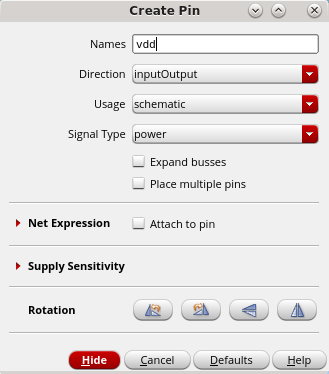 Create Pin
Names vdd
Direction inputOutput
Usage schematic
Signal Type power
Expand busses
Place multiple pins
Net Expression Attach to pin
Supply Sensitivity
Rotation
Hide Cancel Defaults Help